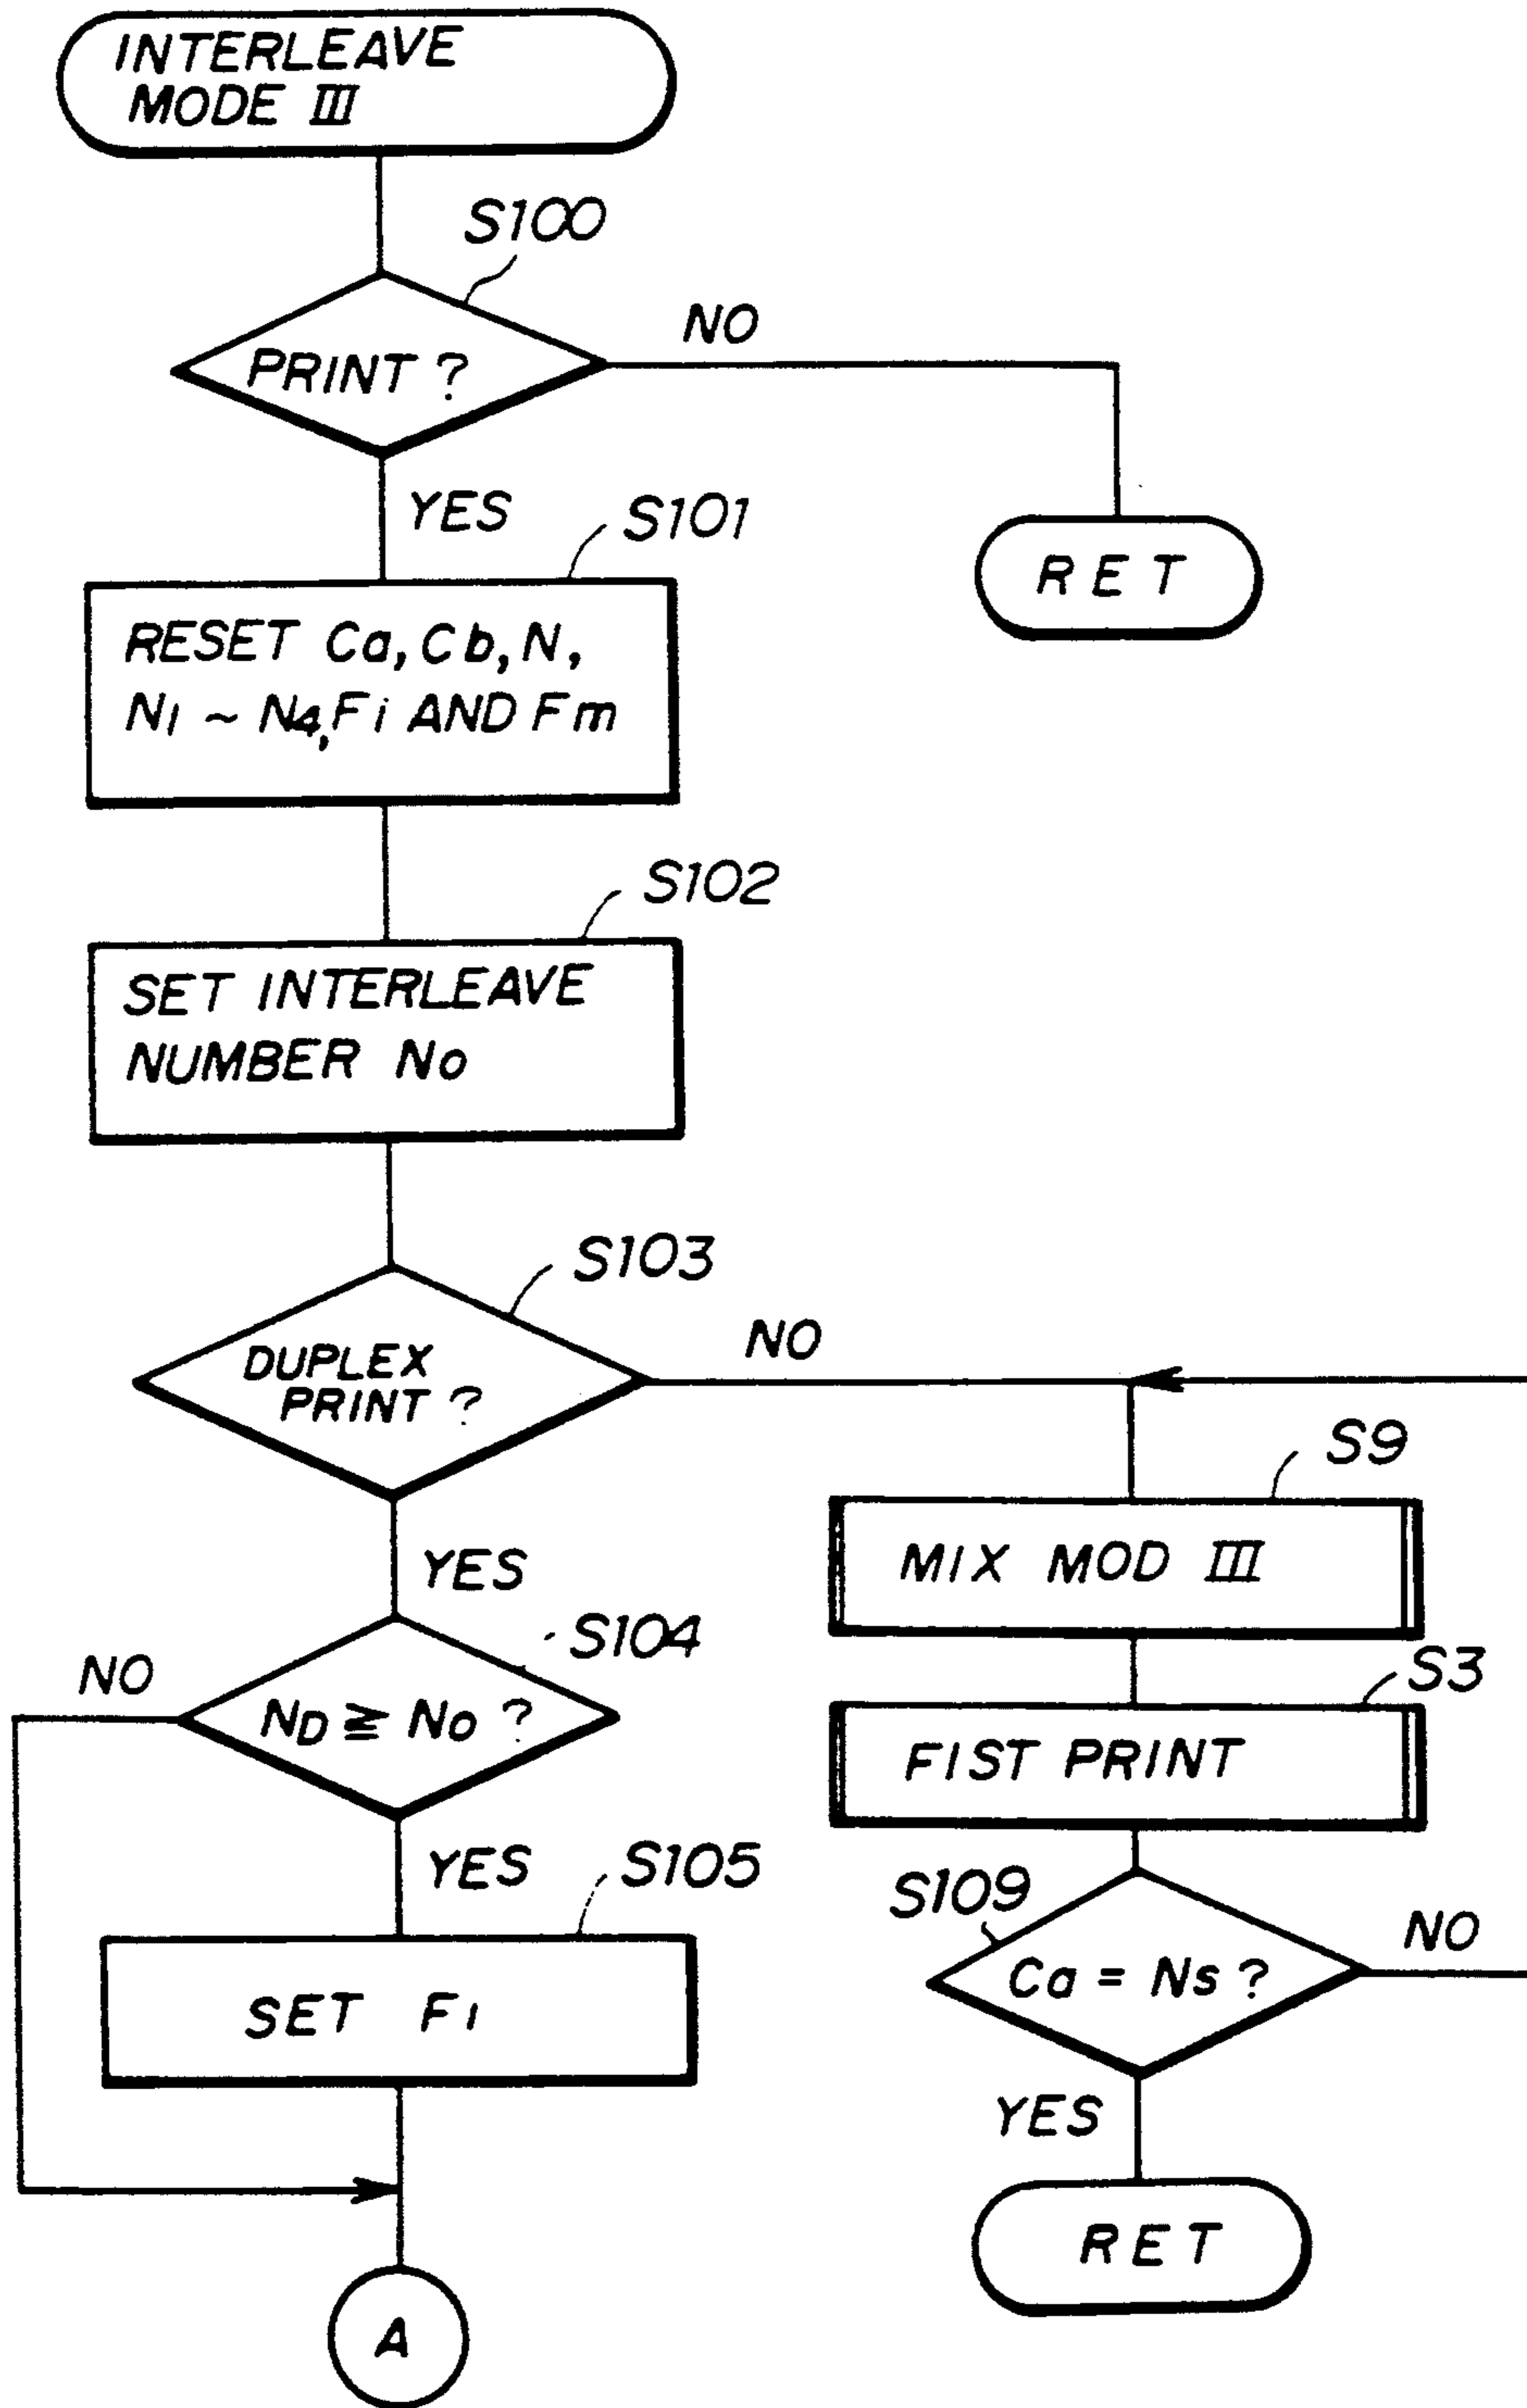 INTERLEAVE
MODE III
S100
PRINT ?
NO
YES
RET
S101
RESET Ca, Cb, N,
N1 ~ N4, Fi AND Fm
S102
SET INTERLEAVE
NUMBER No
S103
DUPLEX
PRINT ?
NO
YES
S9
MIX MOD III
S104
NO
ND ≧ No ?
S3
FIST PRINT
YES
S105
SET Fi
S109
Ca = Ns ?
NO
YES
RET
A